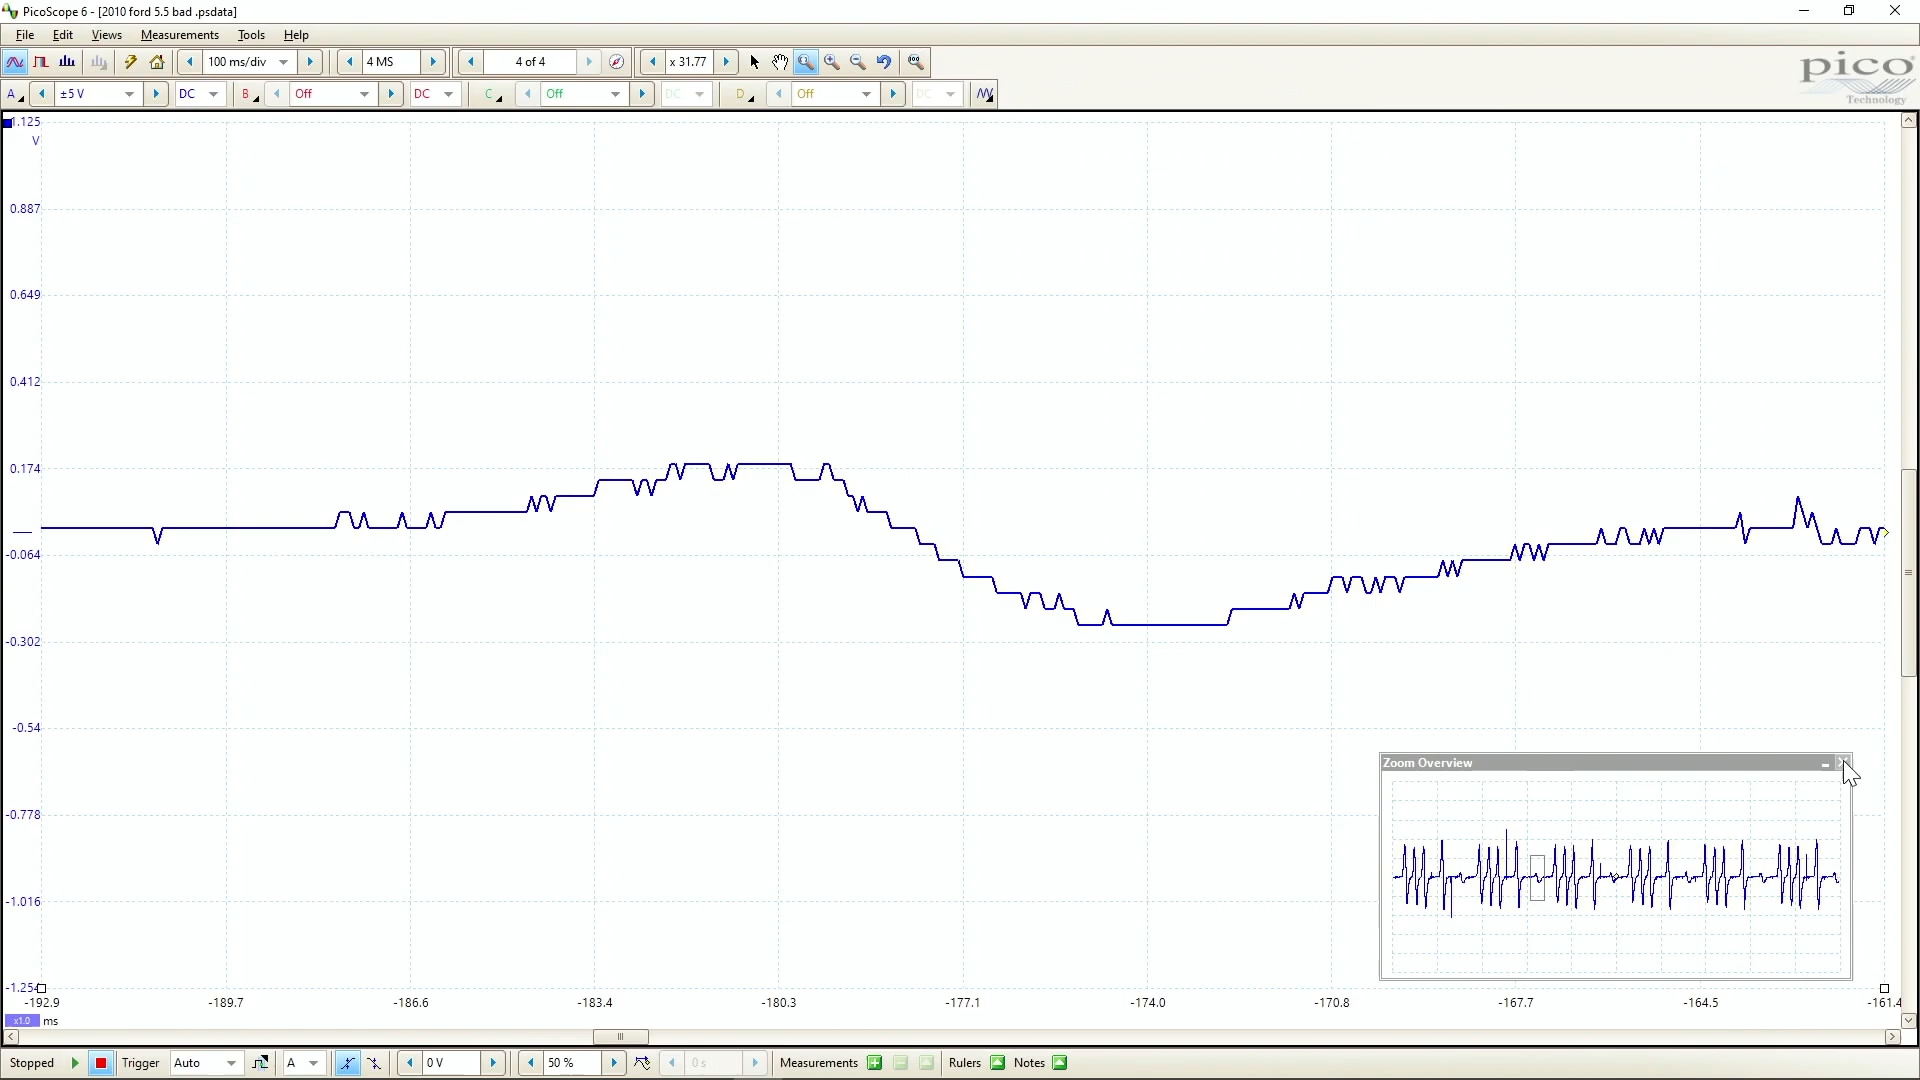 PicoScope 6 - [2010 ford 5.5 bad .psdata]
File Edit Views Measurements Tools Help
100 ms/div 4 MS 4 of 4 x 31.77
pico
Technology
A ±5 V DC B Off DC C Off DC D Off DC
1.125
V
0.887
0.649
0.412
0.174
-0.064
-0.302
-0.54
-0.778
-1.016
-1.254
Zoom Overview
-192.9 -189.7 -186.6 -183.4 -180.3 -177.1 -174.0 -170.8 -167.7 -164.5 -161.4
x1.0 ms
Stopped Trigger Auto A 0 V 50 % 0 s Measurements Rulers Notes